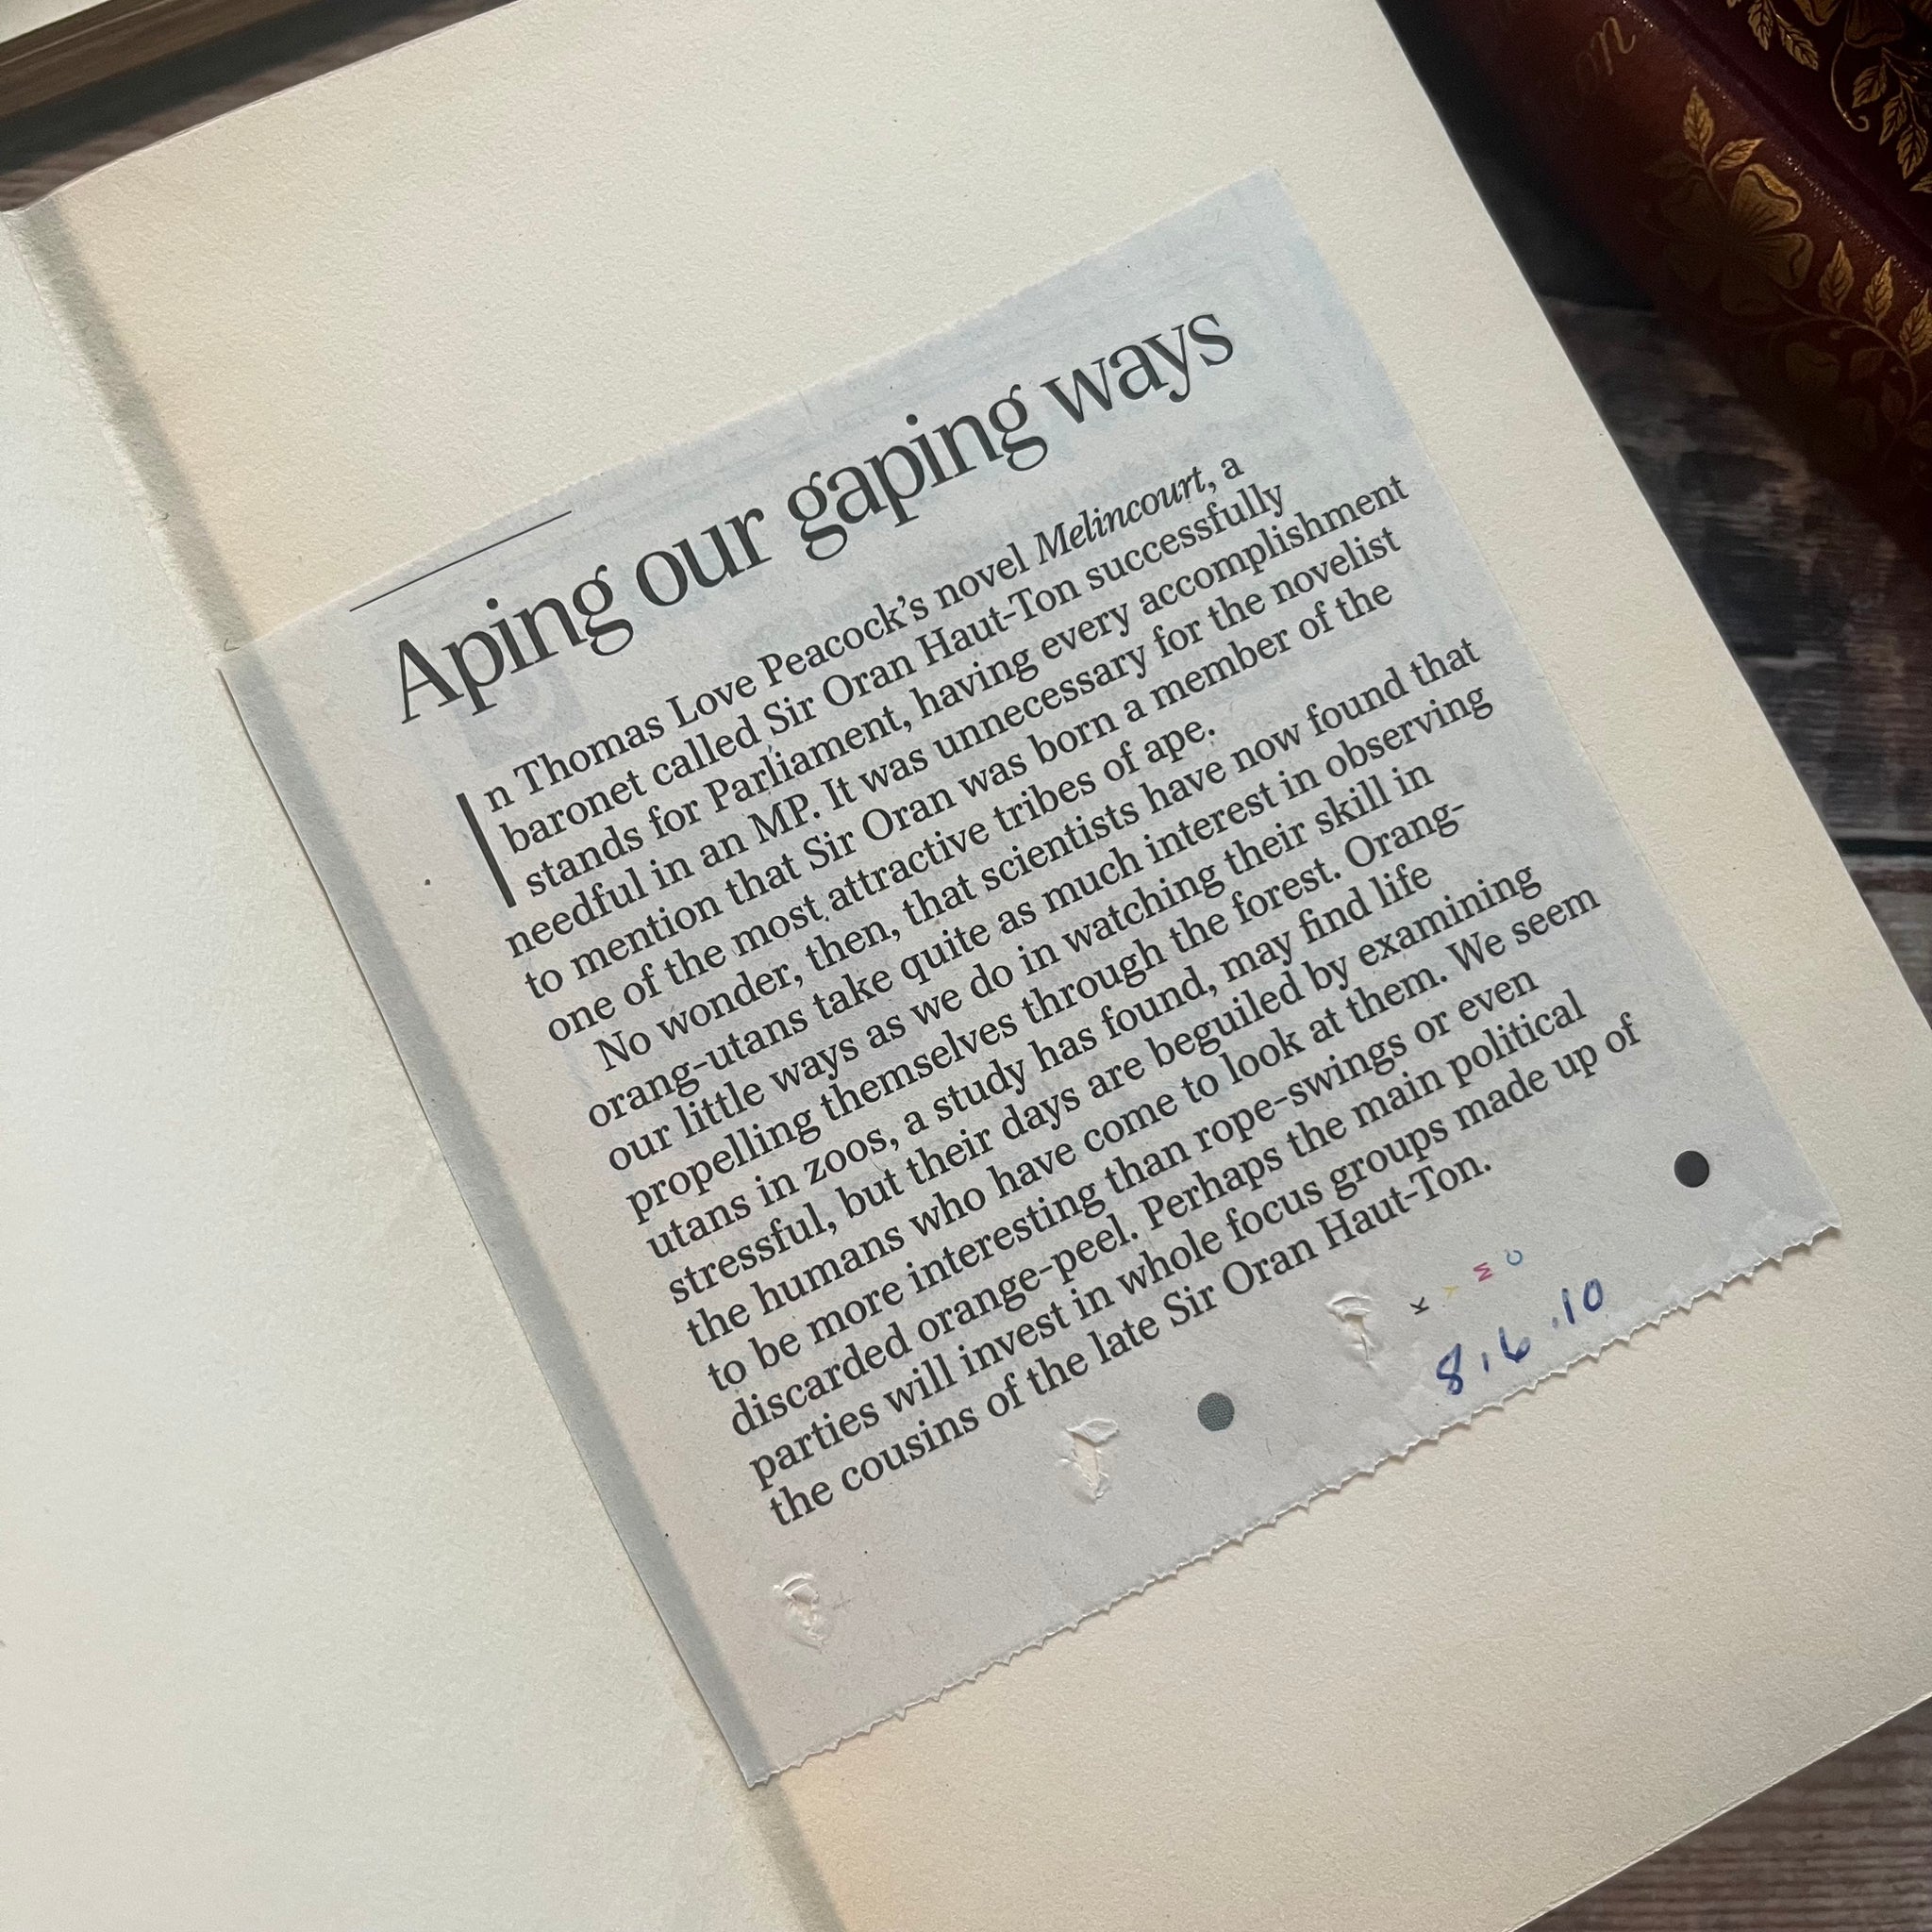 Aping our gaping ways
In Thomas Love Peacock's novel Melincourt, a
baronet called Sir Oran Haut-Ton successfully
stands for Parliament, having every accomplishment
needful in an MP. It was unnecessary for the novelist
to mention that Sir Oran was born a member of the
one of the most attractive tribes of ape.
No wonder, then, that scientists have now found that
orang-utans take quite as much interest in observing
our little ways as we do in watching their skill in
propelling themselves through the forest. Orang-
utans in zoos, a study has found, may find life
stressful, but their days are beguiled by examining
the humans who have come to look at them. We seem
to be more interesting than rope-swings or even
discarded orange-peel. Perhaps the main political
parties will invest in whole focus groups made up of
the cousins of the late Sir Oran Haut-Ton.
K Y M C
8.6.10